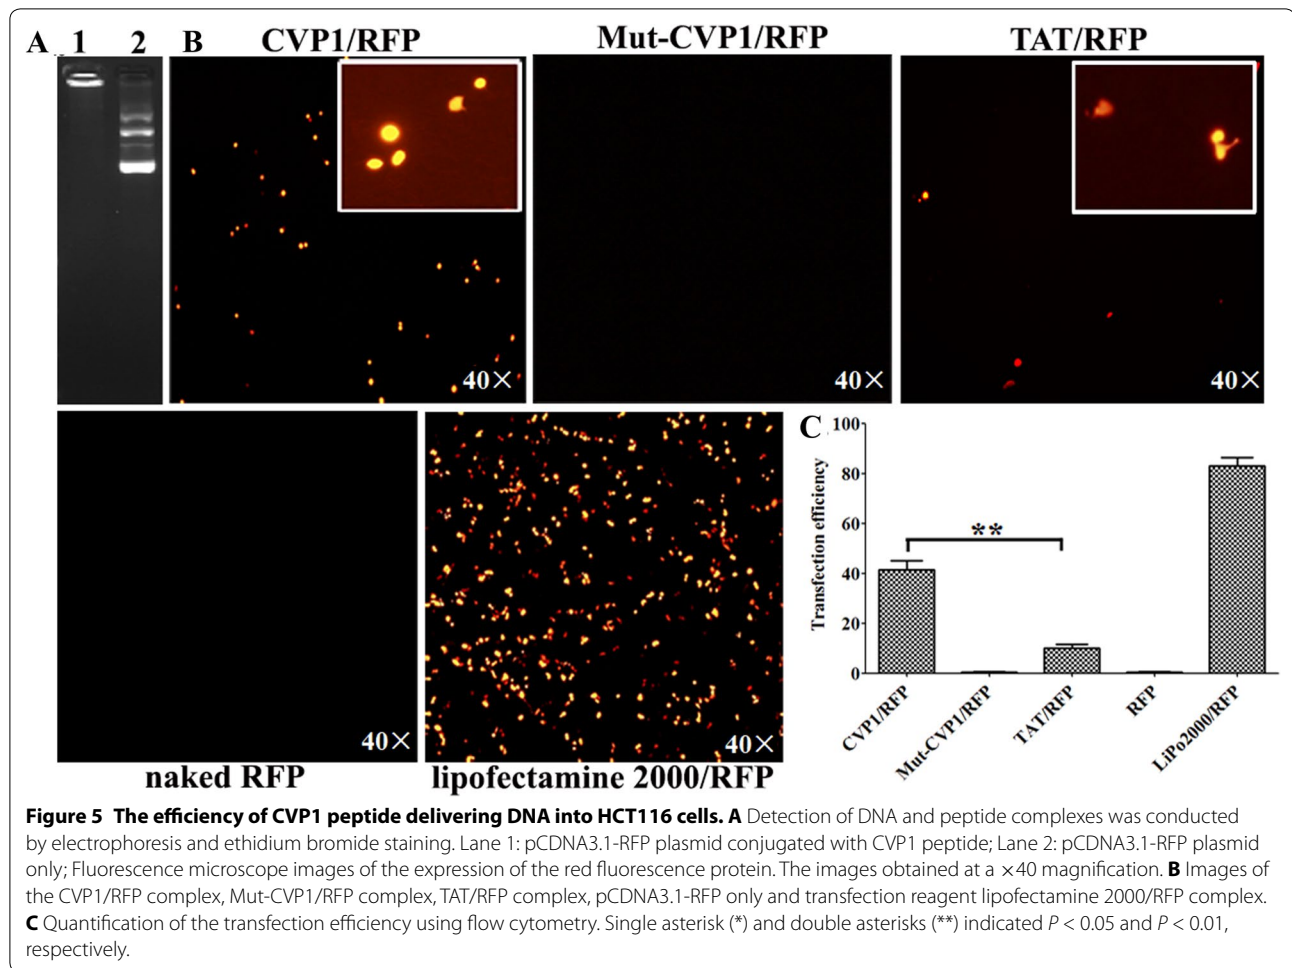 A 1 2 B CVP1/RFP Mut-CVP1/RFP TAT/RFP
40× 40× 40×
40× 40×
naked RFP lipofectamine 2000/RFP
C
Transfection efficiency
100
80
60
40
20
0
**
CVP1/RFP
Mut-CVP1/RFP
TAT/RFP
RFP
LiPo2000/RFP
Figure 5 The efficiency of CVP1 peptide delivering DNA into HCT116 cells. A Detection of DNA and peptide complexes was conducted
by electrophoresis and ethidium bromide staining. Lane 1: pCDNA3.1-RFP plasmid conjugated with CVP1 peptide; Lane 2: pCDNA3.1-RFP plasmid
only; Fluorescence microscope images of the expression of the red fluorescence protein. The images obtained at a ×40 magnification. B Images of
the CVP1/RFP complex, Mut-CVP1/RFP complex, TAT/RFP complex, pCDNA3.1-RFP only and transfection reagent lipofectamine 2000/RFP complex.
C Quantification of the transfection efficiency using flow cytometry. Single asterisk (*) and double asterisks (**) indicated P < 0.05 and P < 0.01,
respectively.